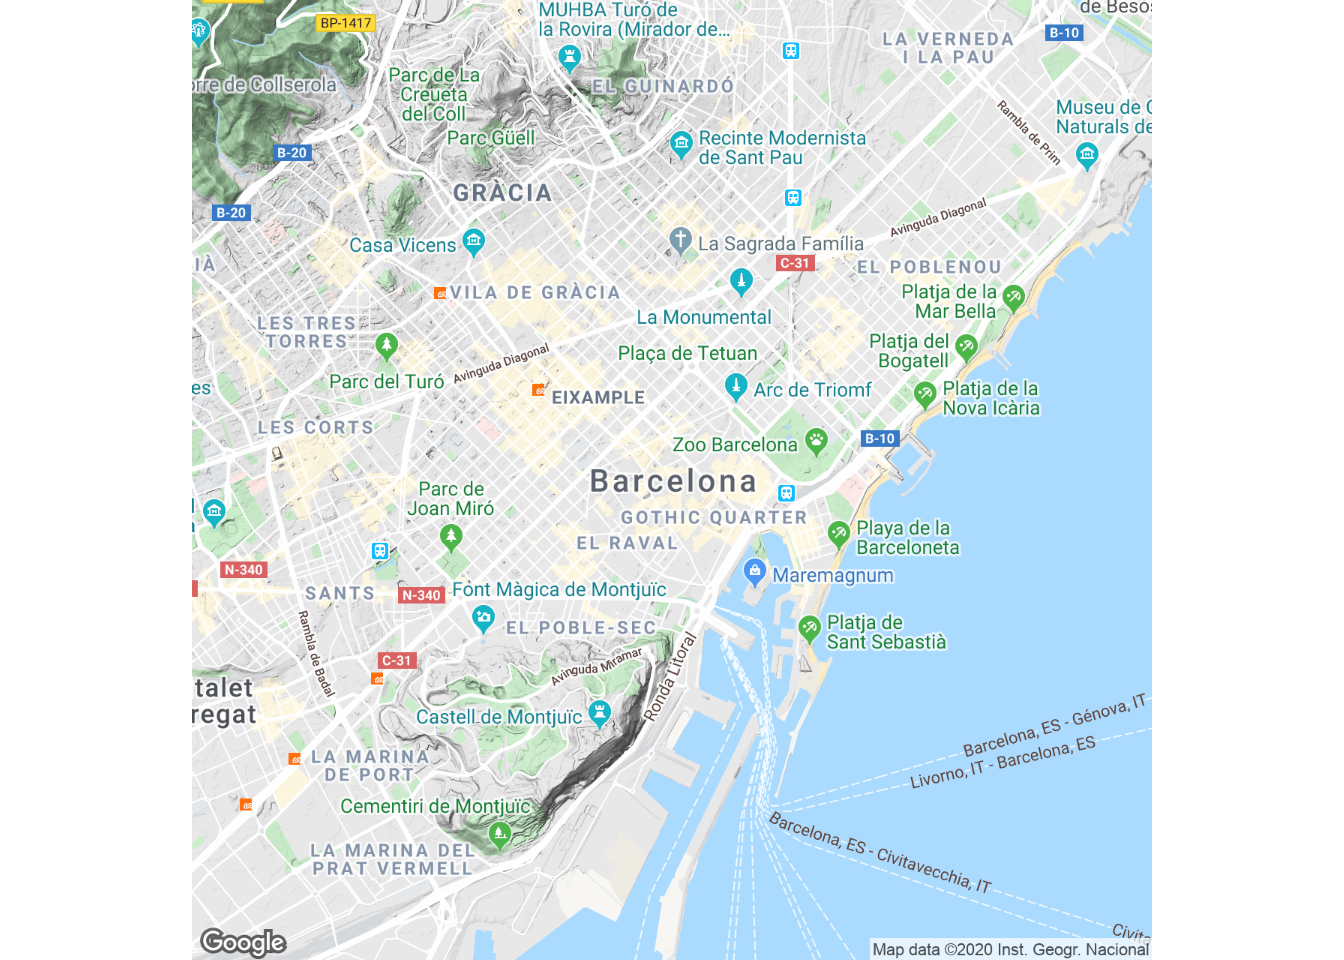 BP-1417
MUHBA Turó de
la Rovira (Mirador de...
de Besòs
B-10
LA VERNEDA
I LA PAU
orre de Collserola
Parc de La
Creueta
del Coll
EL GUINARDÓ
Museu de C
Naturals de
Rambla de Prim
Parc Güell
Recinte Modernista
de Sant Pau
B-20
GRÀCIA
B-20
Avinguda Diagonal
Casa Vicens
La Sagrada Família
C-31
IÀ
EL POBLENOU
VILA DE GRÀCIA
Platja de la
Mar Bella
La Monumental
LES TRES
TORRES
Plaça de Tetuan
Platja del
Bogatell
Avinguda Diagonal
Parc del Turó
es
EIXAMPLE
Arc de Triomf
Platja de la
Nova Icària
LES CORTS
Zoo Barcelona
B-10
Barcelona
Parc de
Joan Miró
GOTHIC QUARTER
Playa de la
Barceloneta
EL RAVAL
N-340
Maremagnum
SANTS
N-340
Font Màgica de Montjuïc
EL POBLE-SEC
Platja de
Sant Sebastià
Rambla de Badal
C-31
Avinguda Miramar
Ronda Litoral
talet
regat
Castell de Montjuïc
Barcelona, ES - Génova, IT
Livorno, IT - Barcelona, ES
LA MARINA
DE PORT
Cementiri de Montjuïc
Barcelona, ES - Civitavecchia, IT
LA MARINA DEL
PRAT VERMELL
Civita
Google
Map data ©2020 Inst. Geogr. Nacional